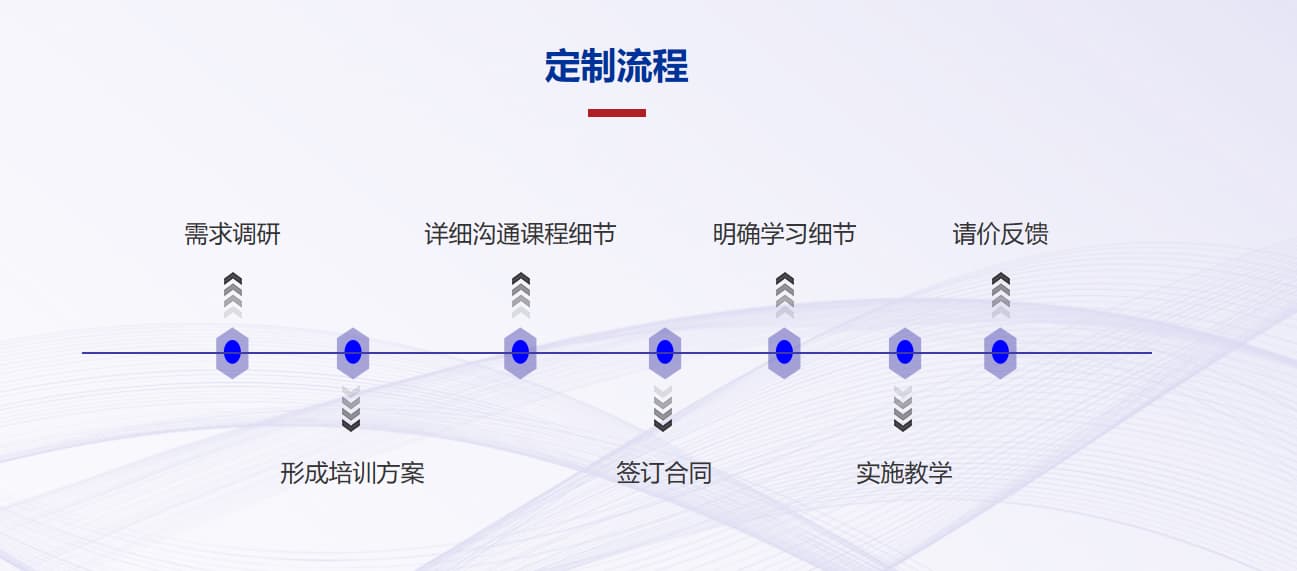 定制流程
需求调研
详细沟通课程细节
明确学习细节
请价反馈
形成培训方案
签订合同
实施教学